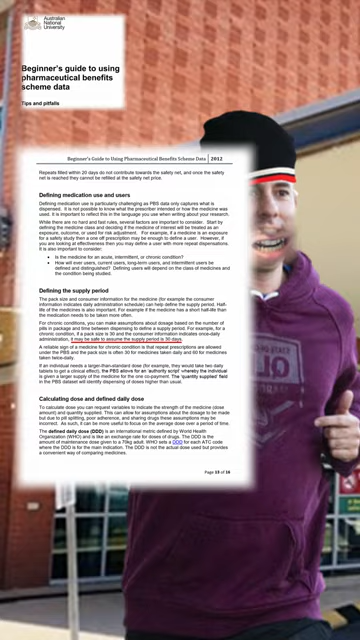 Australian
National
University
Beginner's guide to using
pharmaceutical benefits
scheme data
Tips and pitfalls
Beginner's Guide to Using Pharmaceutical Benefits Scheme Data 2012
Repeats filled within 20 days do not contribute towards the safety net, and once the safety
net is reached they cannot be refilled at the safety net price.
Defining medication use and users
Defining medication use is particularly challenging as PBS data only captures what is
dispensed. It is not possible to know what the prescriber intended or how the medicine was
used. It is important to reflect this in the language you use when writing about your research.
While there are no hard and fast rules, several factors are important to consider. Start by
defining the medicine class and deciding if the medicine of interest will be treated as an
exposure, outcome, or used for risk adjustment. For example, if a medicine is an exposure
for a safety study then a one off prescription may be enough to define a user. However, if
you are looking at effectiveness then you may define a user with more repeat dispensations.
It is also important to consider:
• Is the medicine for an acute, intermittent, or chronic condition?
• How will ever users, current users, long-term users, and intermittent users be
defined and distinguished? Defining users will depend on the class of medicines and
the condition being studied.
Defining the supply period
The pack size and consumer information for the medicine (for example the consumer
information indicates daily administration schedule) can help define the supply period. Half-
life of the medicines is also important. For example if the medicine has a short half-life than
the medication needs to be taken more often.
For chronic conditions, you can make assumptions about dosage based on the number of
pills in package and time between dispensing to define a supply period. For example, for a
chronic condition, if a pack size is 30 and the consumer information indicates once-daily
administration, it may be safe to assume the supply period is 30 days.
A reliable sign of a medicine for chronic condition is that repeat prescriptions are allowed
under the PBS and the pack size is often 30 for medicines taken daily and 60 for medicines
taken twice-daily.
If an individual needs a larger-than-standard dose (for example, they would take two daily
tablets to get a clinical effect), the PBS allows for an 'authority script' whereby the individual
is given a larger supply of the medicine for the one co-payment. The 'quantity supplied' field
in the PBS dataset will identify dispensing of doses higher than usual.
Calculating dose and defined daily dose
To calculate dose you can request variables to indicate the strength of the medicine (dose
amount) and quantity supplied. This can allow for assumptions about the dosage to be made
but due to pill splitting, poor adherence, and sharing drugs these assumptions may be
incorrect. As such, it can be more useful to focus on the average dose over a period of time.
The defined daily dose (DDD) is an international metric defined by World Health
Organization (WHO) and is like an exchange rate for doses of drugs. The DDD is the
amount of maintenance dose given to a 70kg adult. WHO sets a DDD for each ATC code
where the DDD is for the main indication. The DDD is not the actual dose used but provides
a convenient way of comparing medicines.
Page 13 of 16